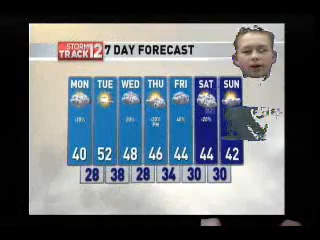 STORM
TRACK 12 7 DAY FORECAST
MON TUE WED THU FRI SAT SUN
40 52 48 46 44 44 42
28 38 28 34 30 30